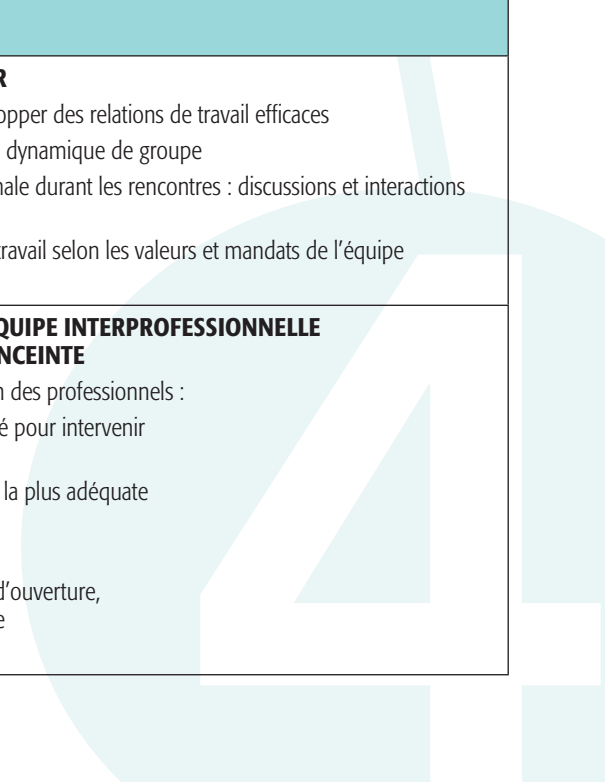 R
opper des relations de travail efficaces
dynamique de groupe
nale durant les rencontres : discussions et interactions
travail selon les valeurs et mandats de l’équipe
QUIPE INTERPROFESSIONNELLE
NCEINTE
n des professionnels :
é pour intervenir
la plus adéquate
d’ouverture,
e
4